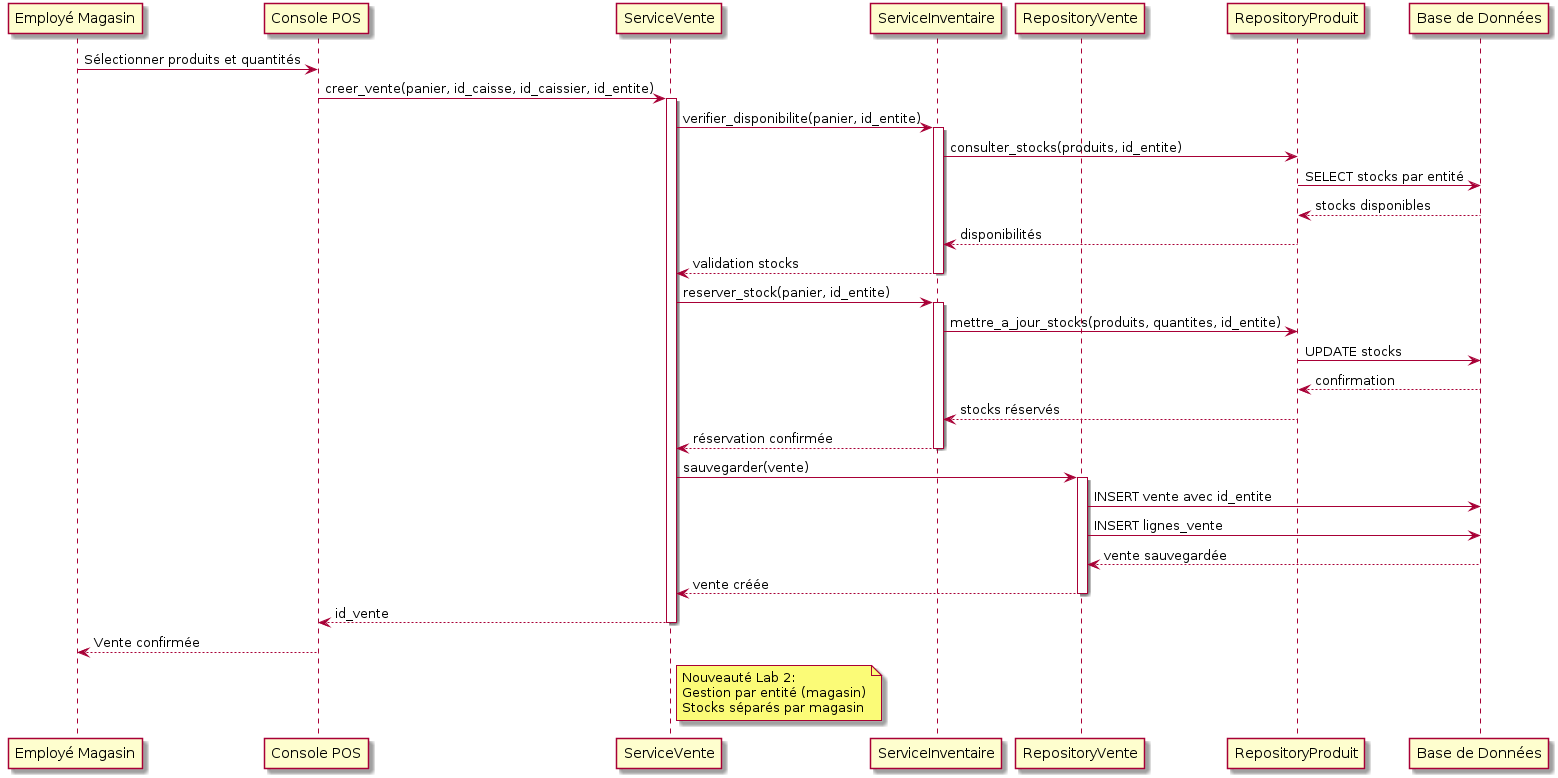 Employé Magasin
Console POS
ServiceVente
ServiceInventaire
RepositoryVente
RepositoryProduit
Base de Données
Sélectionner produits et quantités
creer_vente(panier, id_caisse, id_caissier, id_entite)
verifier_disponibilite(panier, id_entite)
consulter_stocks(produits, id_entite)
SELECT stocks par entité
stocks disponibles
disponibilités
validation stocks
reserver_stock(panier, id_entite)
mettre_a_jour_stocks(produits, quantites, id_entite)
UPDATE stocks
confirmation
stocks réservés
réservation confirmée
sauvegarder(vente)
INSERT vente avec id_entite
INSERT lignes_vente
vente sauvegardée
vente créée
id_vente
Vente confirmée
Nouveauté Lab 2:
Gestion par entité (magasin)
Stocks séparés par magasin
Employé Magasin
Console POS
ServiceVente
ServiceInventaire
RepositoryVente
RepositoryProduit
Base de Données